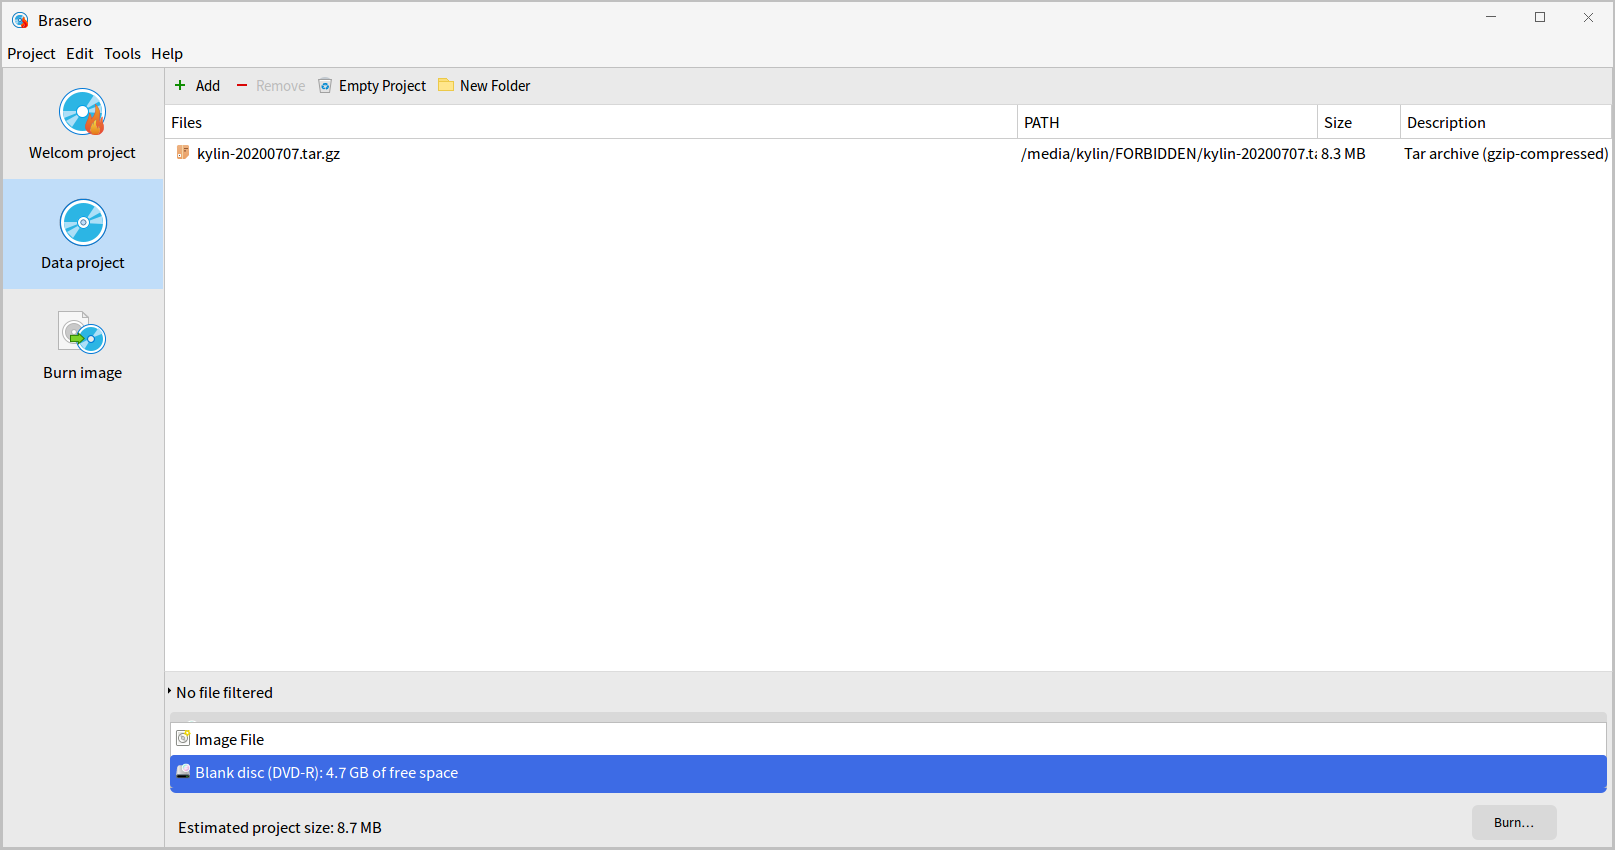 Brasero
Project Edit Tools Help
Welcom project
Data project
Burn image
Add Remove Empty Project New Folder
Files PATH Size Description
kylin-20200707.tar.gz /media/kylin/FORBIDDEN/kylin-20200707.ta 8.3 MB Tar archive (gzip-compressed)
No file filtered
Image File
Blank disc (DVD-R): 4.7 GB of free space
Estimated project size: 8.7 MB
Burn...